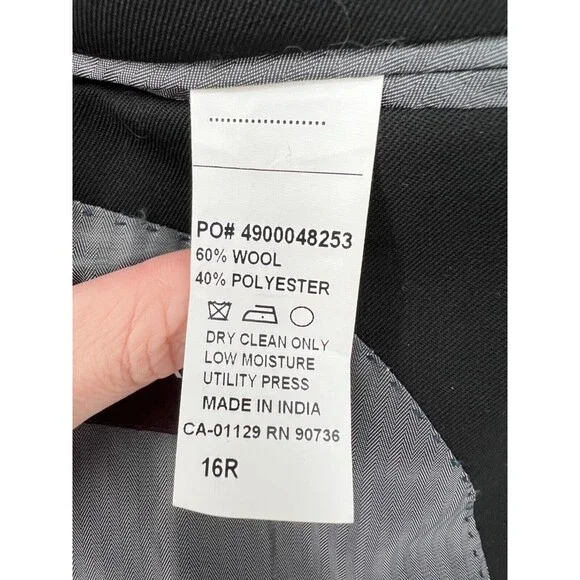 PO# 4900048253
60% WOOL
40% POLYESTER
DRY CLEAN ONLY
LOW MOISTURE
UTILITY PRESS
MADE IN INDIA
CA-01129 RN 90736
16R